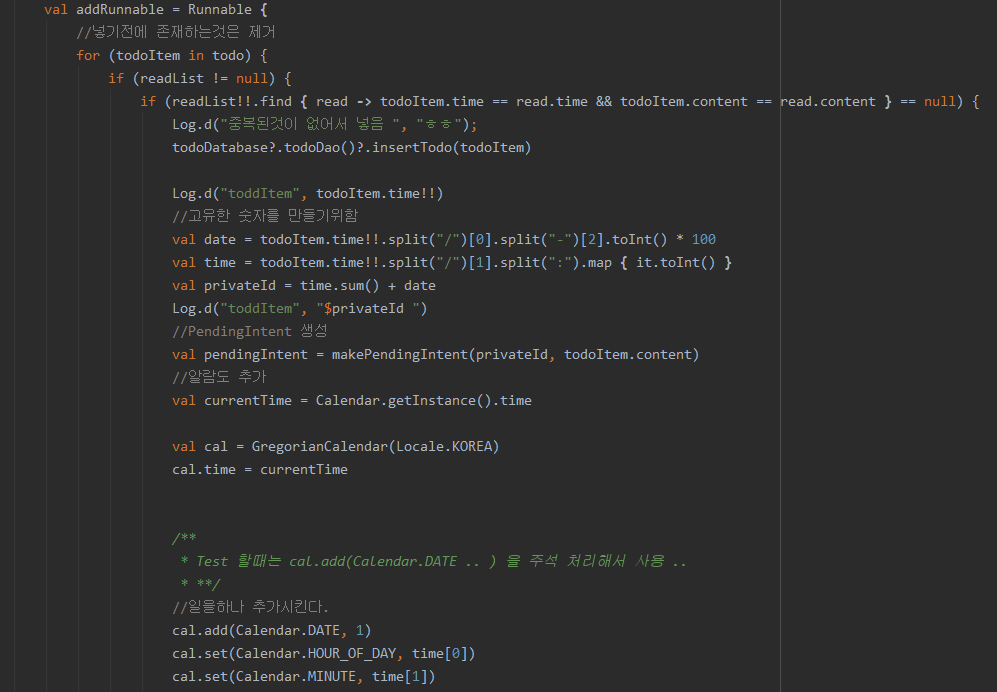 val addRunnable = Runnable {
//넣기전에 존재하는것은 제거
for (todoItem in todo) {
if (readList != null) {
if (readList!!.find { read -> todoItem.time == read.time && todoItem.content == read.content } == null) {
Log.d("중복된것이 없어서 넣음 ", "ㅎㅎ");
todoDatabase?.todoDao()?.insertTodo(todoItem)
Log.d("toddItem", todoItem.time!!)
//고유한 숫자를 만들기위함
val date = todoItem.time!!.split("/")[0].split("-")[2].toInt() * 100
val time = todoItem.time!!.split("/")[1].split(":").map { it.toInt() }
val privateId = time.sum() + date
Log.d("toddItem", "$privateId ")
//PendingIntent 생성
val pendingIntent = makePendingIntent(privateId, todoItem.content)
//알람도 추가
val currentTime = Calendar.getInstance().time
val cal = GregorianCalendar(Locale.KOREA)
cal.time = currentTime
/**
* Test 할때는 cal.add(Calendar.DATE .. ) 을 주석 처리해서 사용 ..
* **/
//일을하나 추가시킨다.
cal.add(Calendar.DATE, 1)
cal.set(Calendar.HOUR_OF_DAY, time[0])
cal.set(Calendar.MINUTE, time[1])